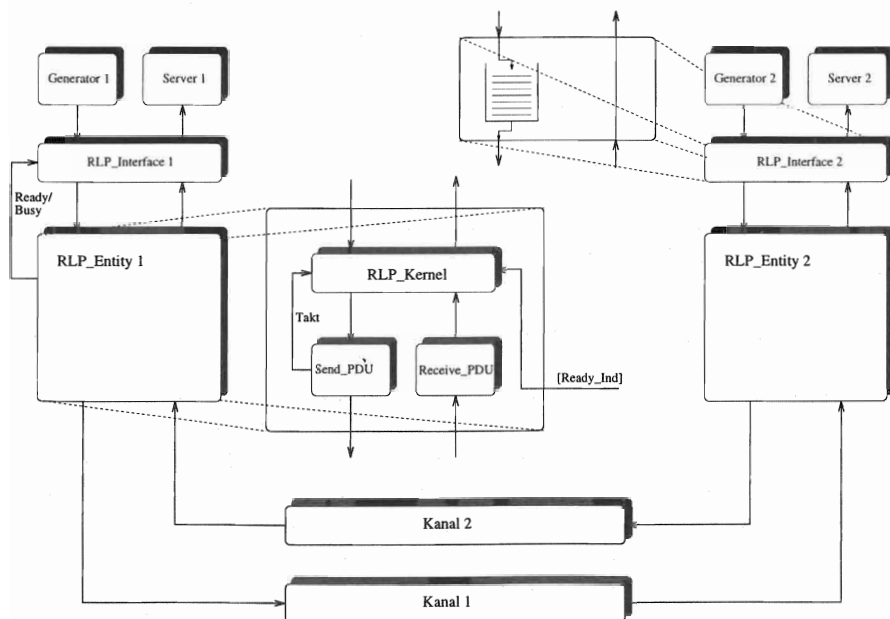 Generator 1
Server 1
Generator 2
Server 2
RLP_Interface 1
RLP_Interface 2
Ready/
Busy
RLP_Entity 1
RLP_Kernel
RLP_Entity 2
Takt
Send_PDU
Receive_PDU
[Ready_Ind]
Kanal 2
Kanal 1